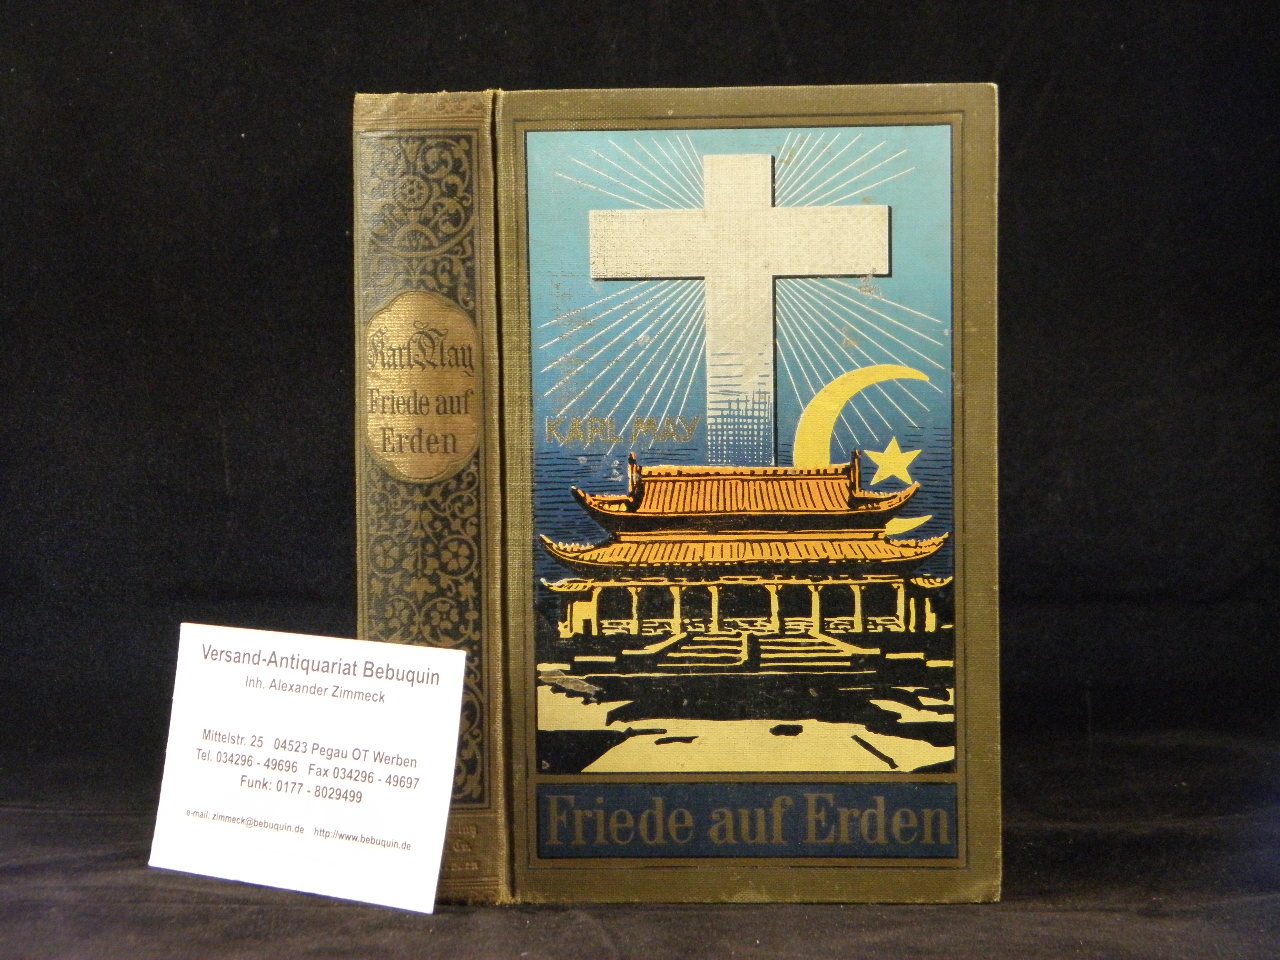 Karl May
Friede auf
Erden
KARL MAY
Friede auf Erden
Versand-Antiquariat Bebuquin
Inh. Alexander Zimmeck
Mittelstr. 25 04523 Pegau OT Werben
Tel. 034296 - 49696 Fax 034296 - 49697
Funk: 0177 - 8029499
e-mail: zimmeck@bebuquin.de http://www.bebuquin.de